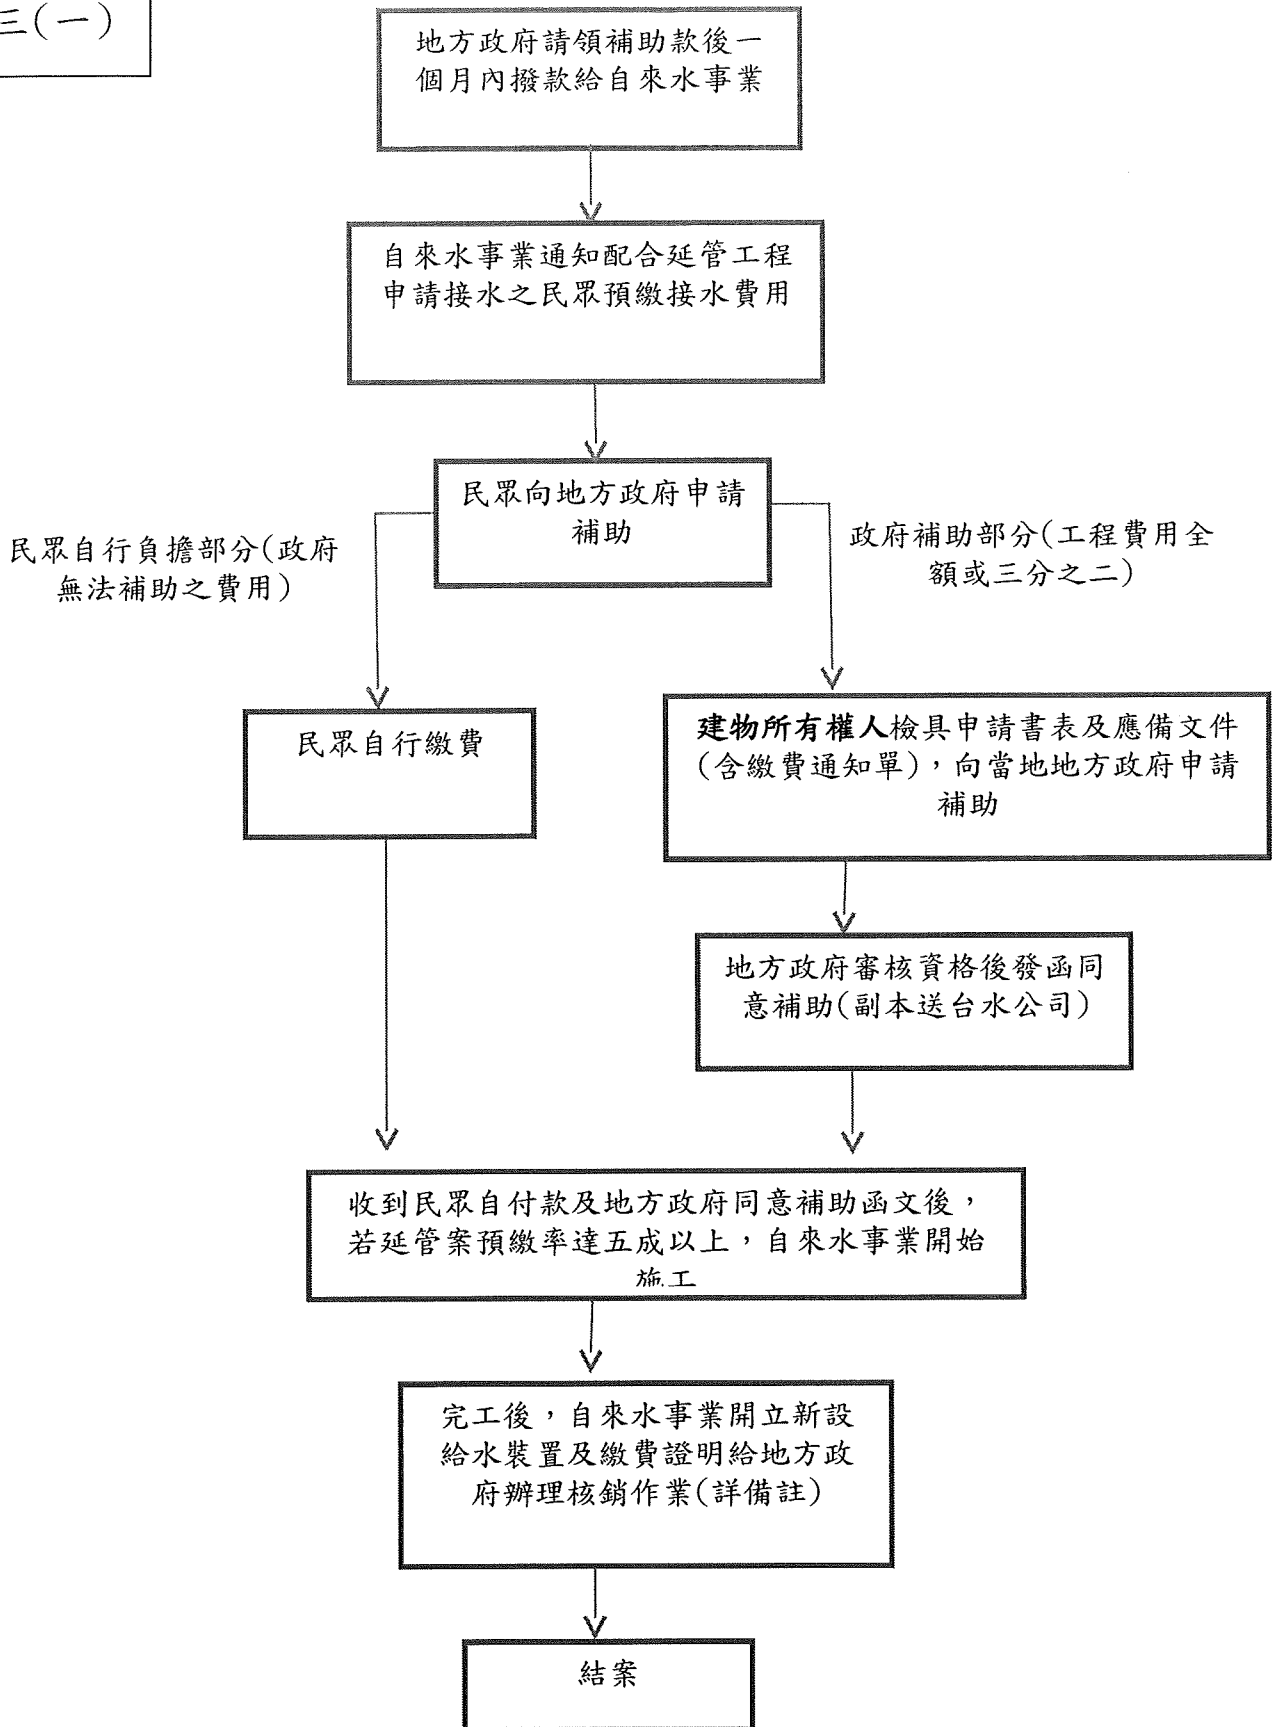 三(一)
地方政府請領補助款後一
個月內撥款給自來水事業
自來水事業通知配合延管工程
申請接水之民眾預繳接水費用
民眾向地方政府申請
補助
民眾自行負擔部分(政府
無法補助之費用)
政府補助部分(工程費用全
額或三分之二)
民眾自行繳費
建物所有權人檢具申請書表及應備文件
(含繳費通知單)，向當地地方政府申請
補助
地方政府審核資格後發函同
意補助(副本送台水公司)
收到民眾自付款及地方政府同意補助函文後，
若延管案預繳率達五成以上，自來水事業開始
施工
完工後，自來水事業開立新設
給水裝置及繳費證明給地方政
府辦理核銷作業(詳備註)
結案